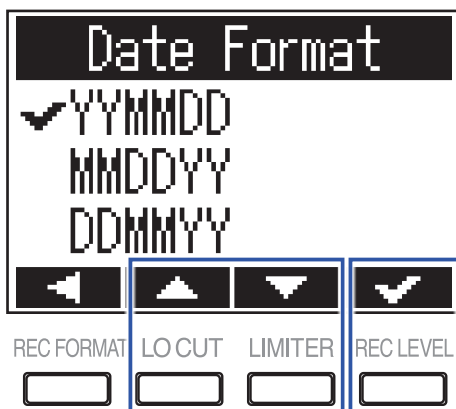 Date Format
YYMMDD
MMDDYY
DDMMYY
REC FORMAT LO CUT LIMITER REC LEVEL